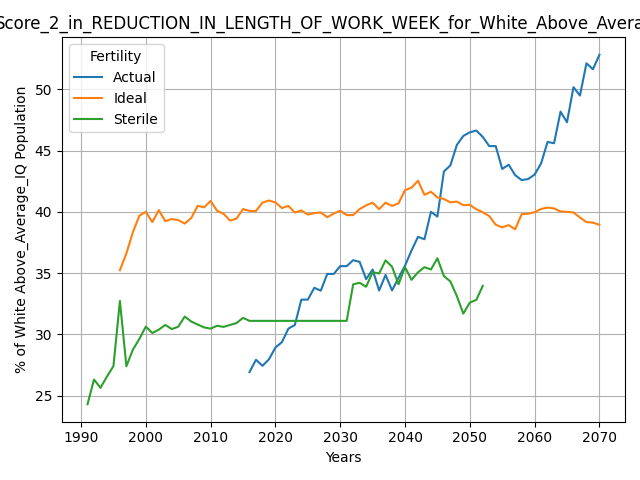 Score_2_in_REDUCTION_IN_LENGTH_OF_WORK_WEEK_for_White_Above_Avera
Fertility
Actual
Ideal
Sterile
% of White Above_Average_IQ Population
50
45
40
35
30
25
1990 2000 2010 2020 2030 2040 2050 2060 2070
Years